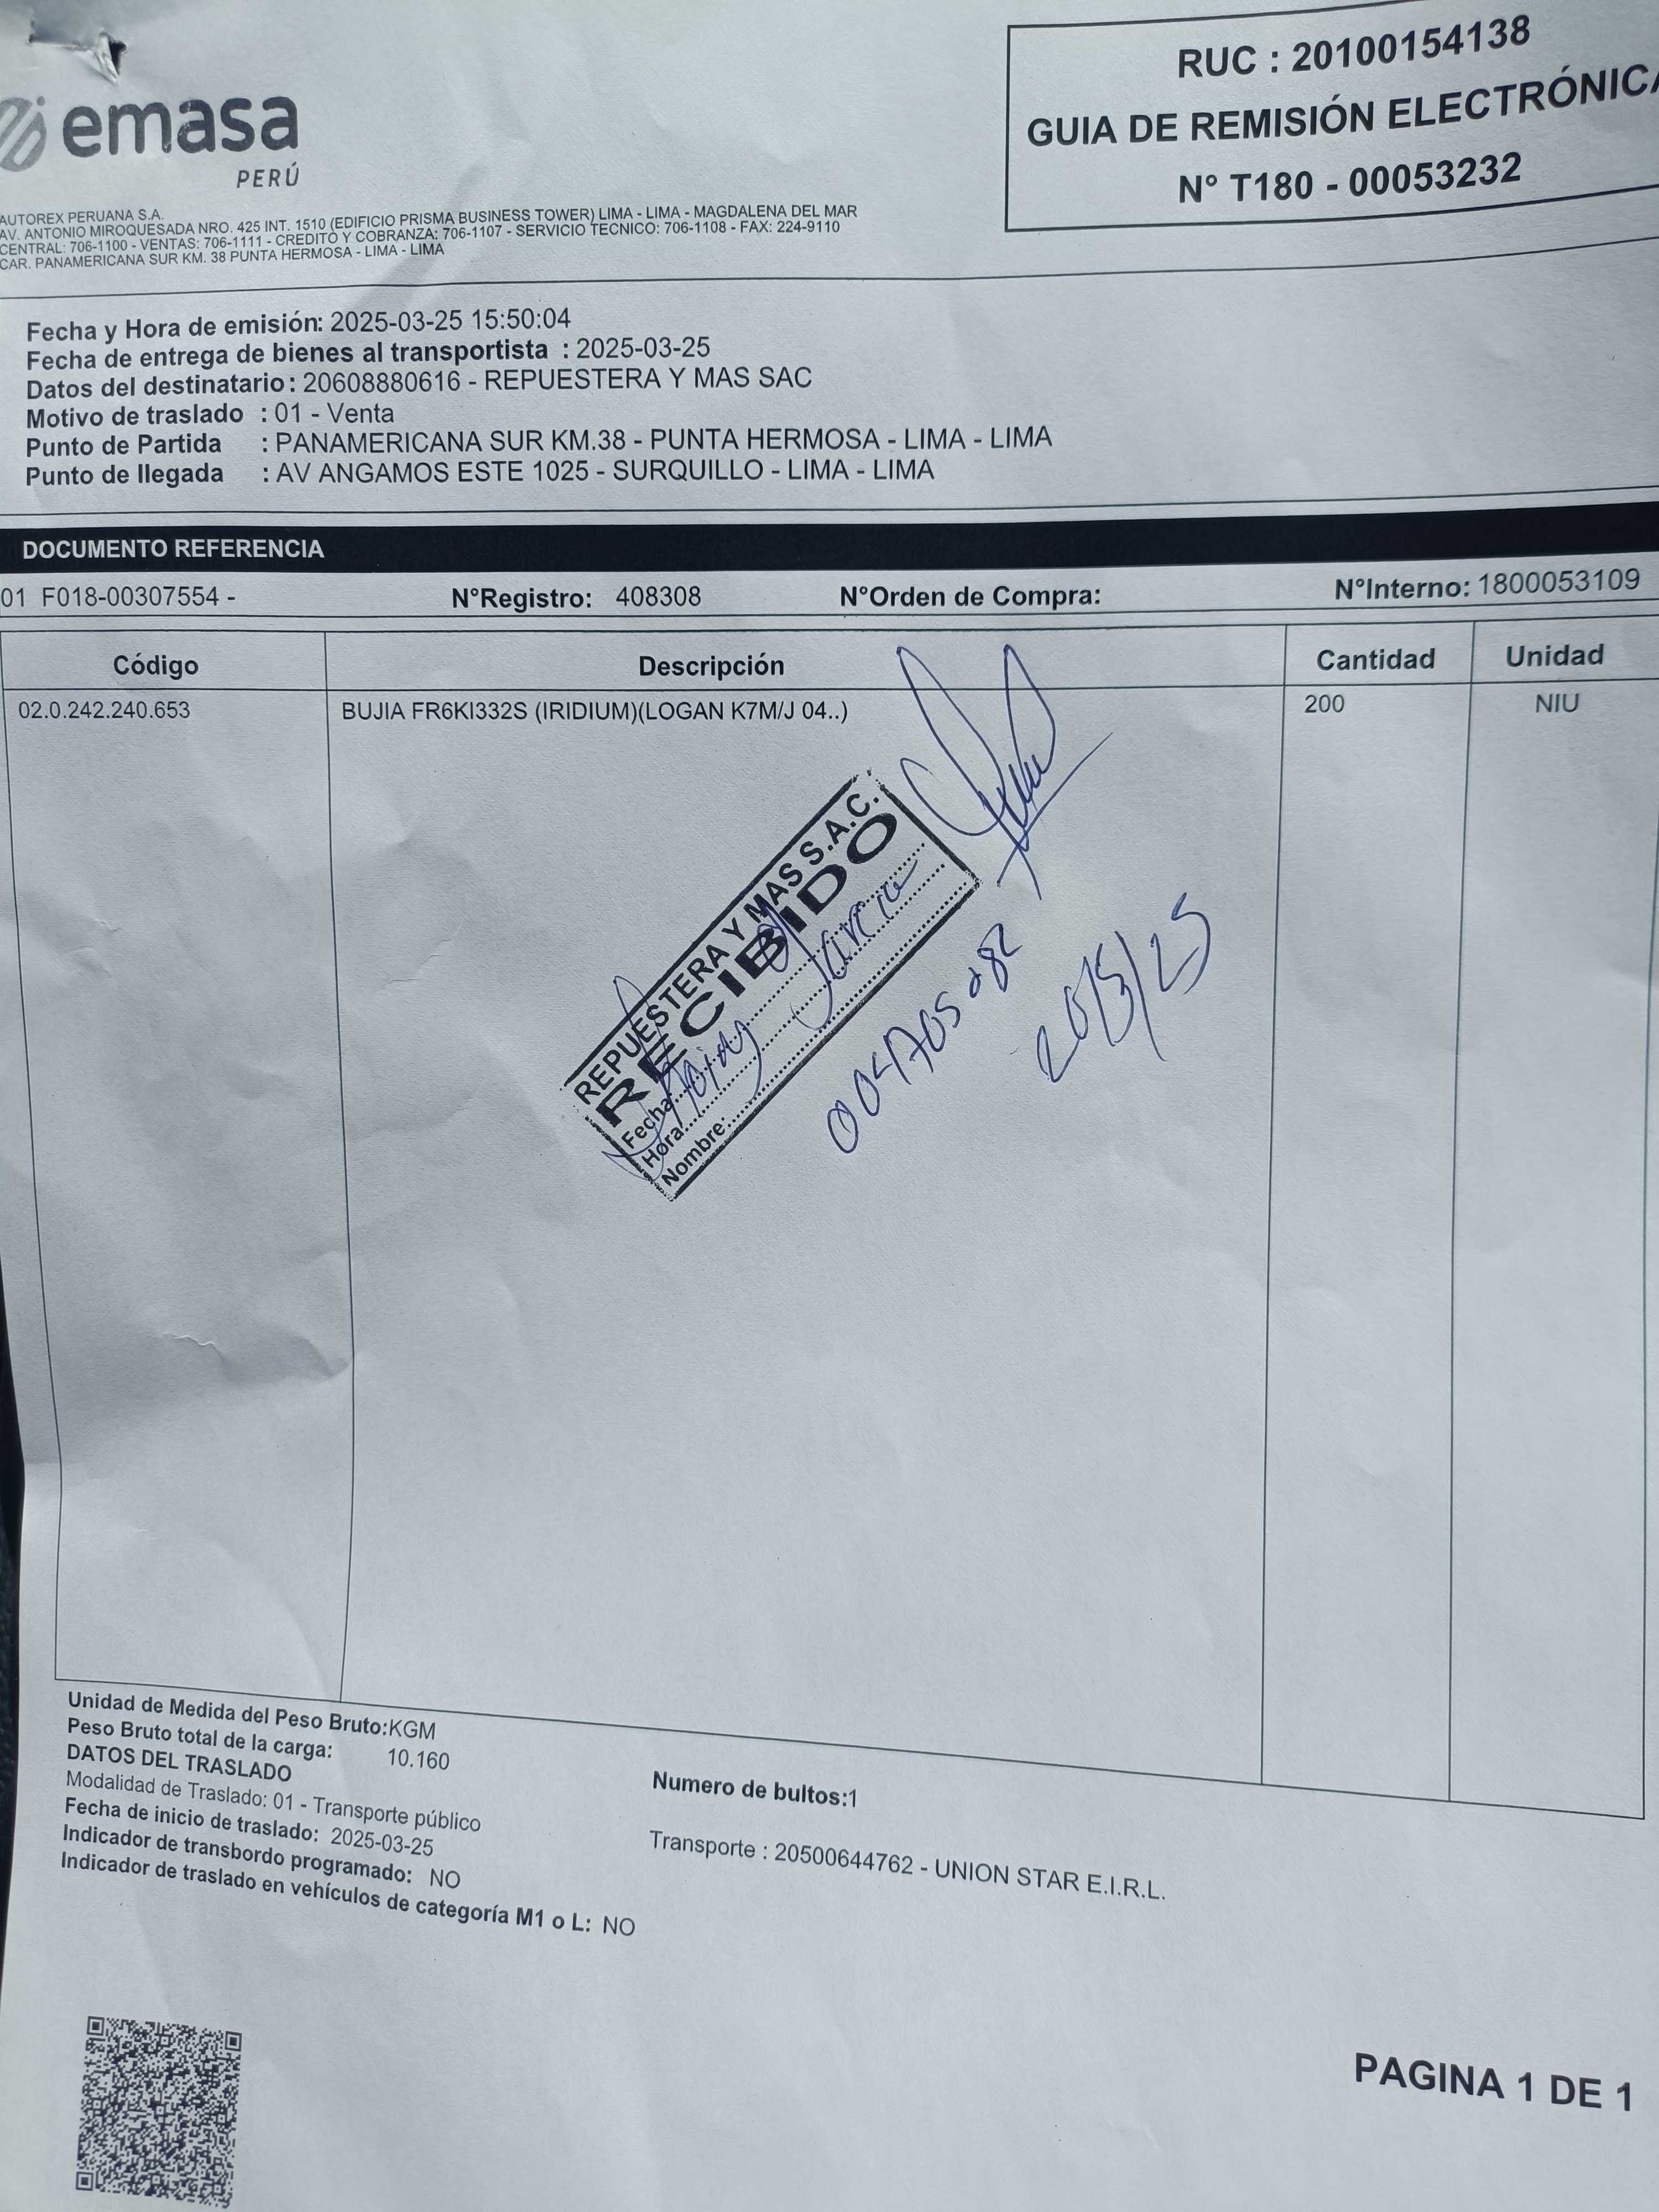 emasa
PERÚ
RUC : 20100154138
GUIA DE REMISIÓN ELECTRÓNICA
N° T180 - 00053232
AUTOREX PERUANA S.A.
AV. ANTONIO MIROQUESADA NRO. 425 INT. 1510 (EDIFICIO PRISMA BUSINESS TOWER) LIMA - LIMA - MAGDALENA DEL MAR
CENTRAL: 706-1100 - VENTAS: 706-1111 - CREDITO Y COBRANZA: 706-1107 - SERVICIO TECNICO: 706-1108 - FAX: 224-9110
CAR. PANAMERICANA SUR KM. 38 PUNTA HERMOSA - LIMA - LIMA
Fecha y Hora de emisión: 2025-03-25 15:50:04
Fecha de entrega de bienes al transportista : 2025-03-25
Datos del destinatario: 20608880616 - REPUESTERA Y MAS SAC
Motivo de traslado : 01 - Venta
Punto de Partida : PANAMERICANA SUR KM.38 - PUNTA HERMOSA - LIMA - LIMA
Punto de llegada : AV ANGAMOS ESTE 1025 - SURQUILLO - LIMA - LIMA
DOCUMENTO REFERENCIA
01 F018-00307554 - N°Registro: 408308 N°Orden de Compra: N°Interno: 1800053109
Código Descripción Cantidad Unidad
02.0.242.240.653 BUJIA FR6KI332S (IRIDIUM)(LOGAN K7M/J 04..) 200 NIU
REPUESTERA Y MAS S.A.C.
RECIBIDO
Fecha:
Hora:
Nombre:
Garcia
Unidad de Medida del Peso Bruto:KGM
Peso Bruto total de la carga: 10.160
DATOS DEL TRASLADO
Numero de bultos:1
Modalidad de Traslado: 01 - Transporte público
Fecha de inicio de traslado: 2025-03-25
Transporte : 20500644762 - UNION STAR E.I.R.L.
Indicador de transbordo programado: NO
Indicador de traslado en vehículos de categoría M1 o L: NO
PAGINA 1 DE 1